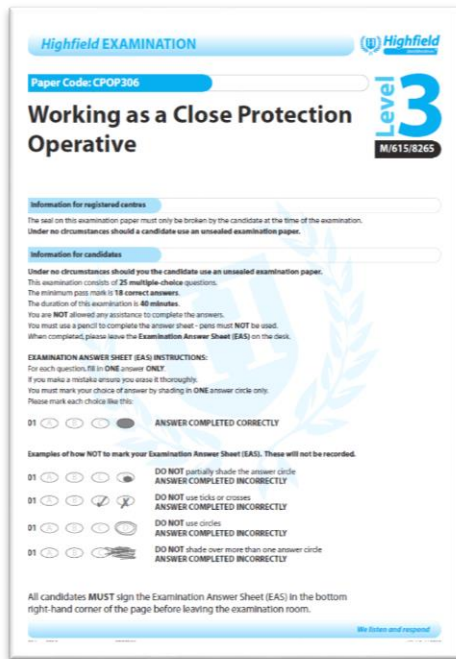 Highfield EXAMINATION
Highfield
Paper Code: CPOP306
Working as a Close Protection
Operative
Level 3
M/615/8265
Information for registered centres
The seal on this examination paper must only be broken by the candidate at the time of the examination.
Under no circumstances should a candidate use an unsealed examination paper.
Information for candidates
Under no circumstances should you the candidate use an unsealed examination paper.
This examination consists of 25 multiple-choice questions.
The minimum pass mark is 18 correct answers.
The duration of this examination is 40 minutes.
You are NOT allowed any assistance to complete the answers.
You must use a pencil to complete the answer sheet - pens must NOT be used.
When completed, please leave the Examination Answer Sheet (EAS) on the desk.
EXAMINATION ANSWER SHEET (EAS) INSTRUCTIONS:
For each question, fill in ONE answer ONLY.
If you make a mistake ensure you erase it thoroughly.
You must mark your choice of answer by shading in ONE answer circle only.
Please mark each choice like this:
01 A B C ANSWER COMPLETED CORRECTLY
Examples of how NOT to mark your Examination Answer Sheet (EAS). These will not be recorded.
01 A B C DO NOT partially shade the answer circle
ANSWER COMPLETED INCORRECTLY
01 A B DO NOT use ticks or crosses
ANSWER COMPLETED INCORRECTLY
01 A B C DO NOT use circles
ANSWER COMPLETED INCORRECTLY
01 A B DO NOT shade over more than one answer circle
ANSWER COMPLETED INCORRECTLY
All candidates MUST sign the Examination Answer Sheet (EAS) in the bottom
right-hand corner of the page before leaving the examination room.
We listen and respond